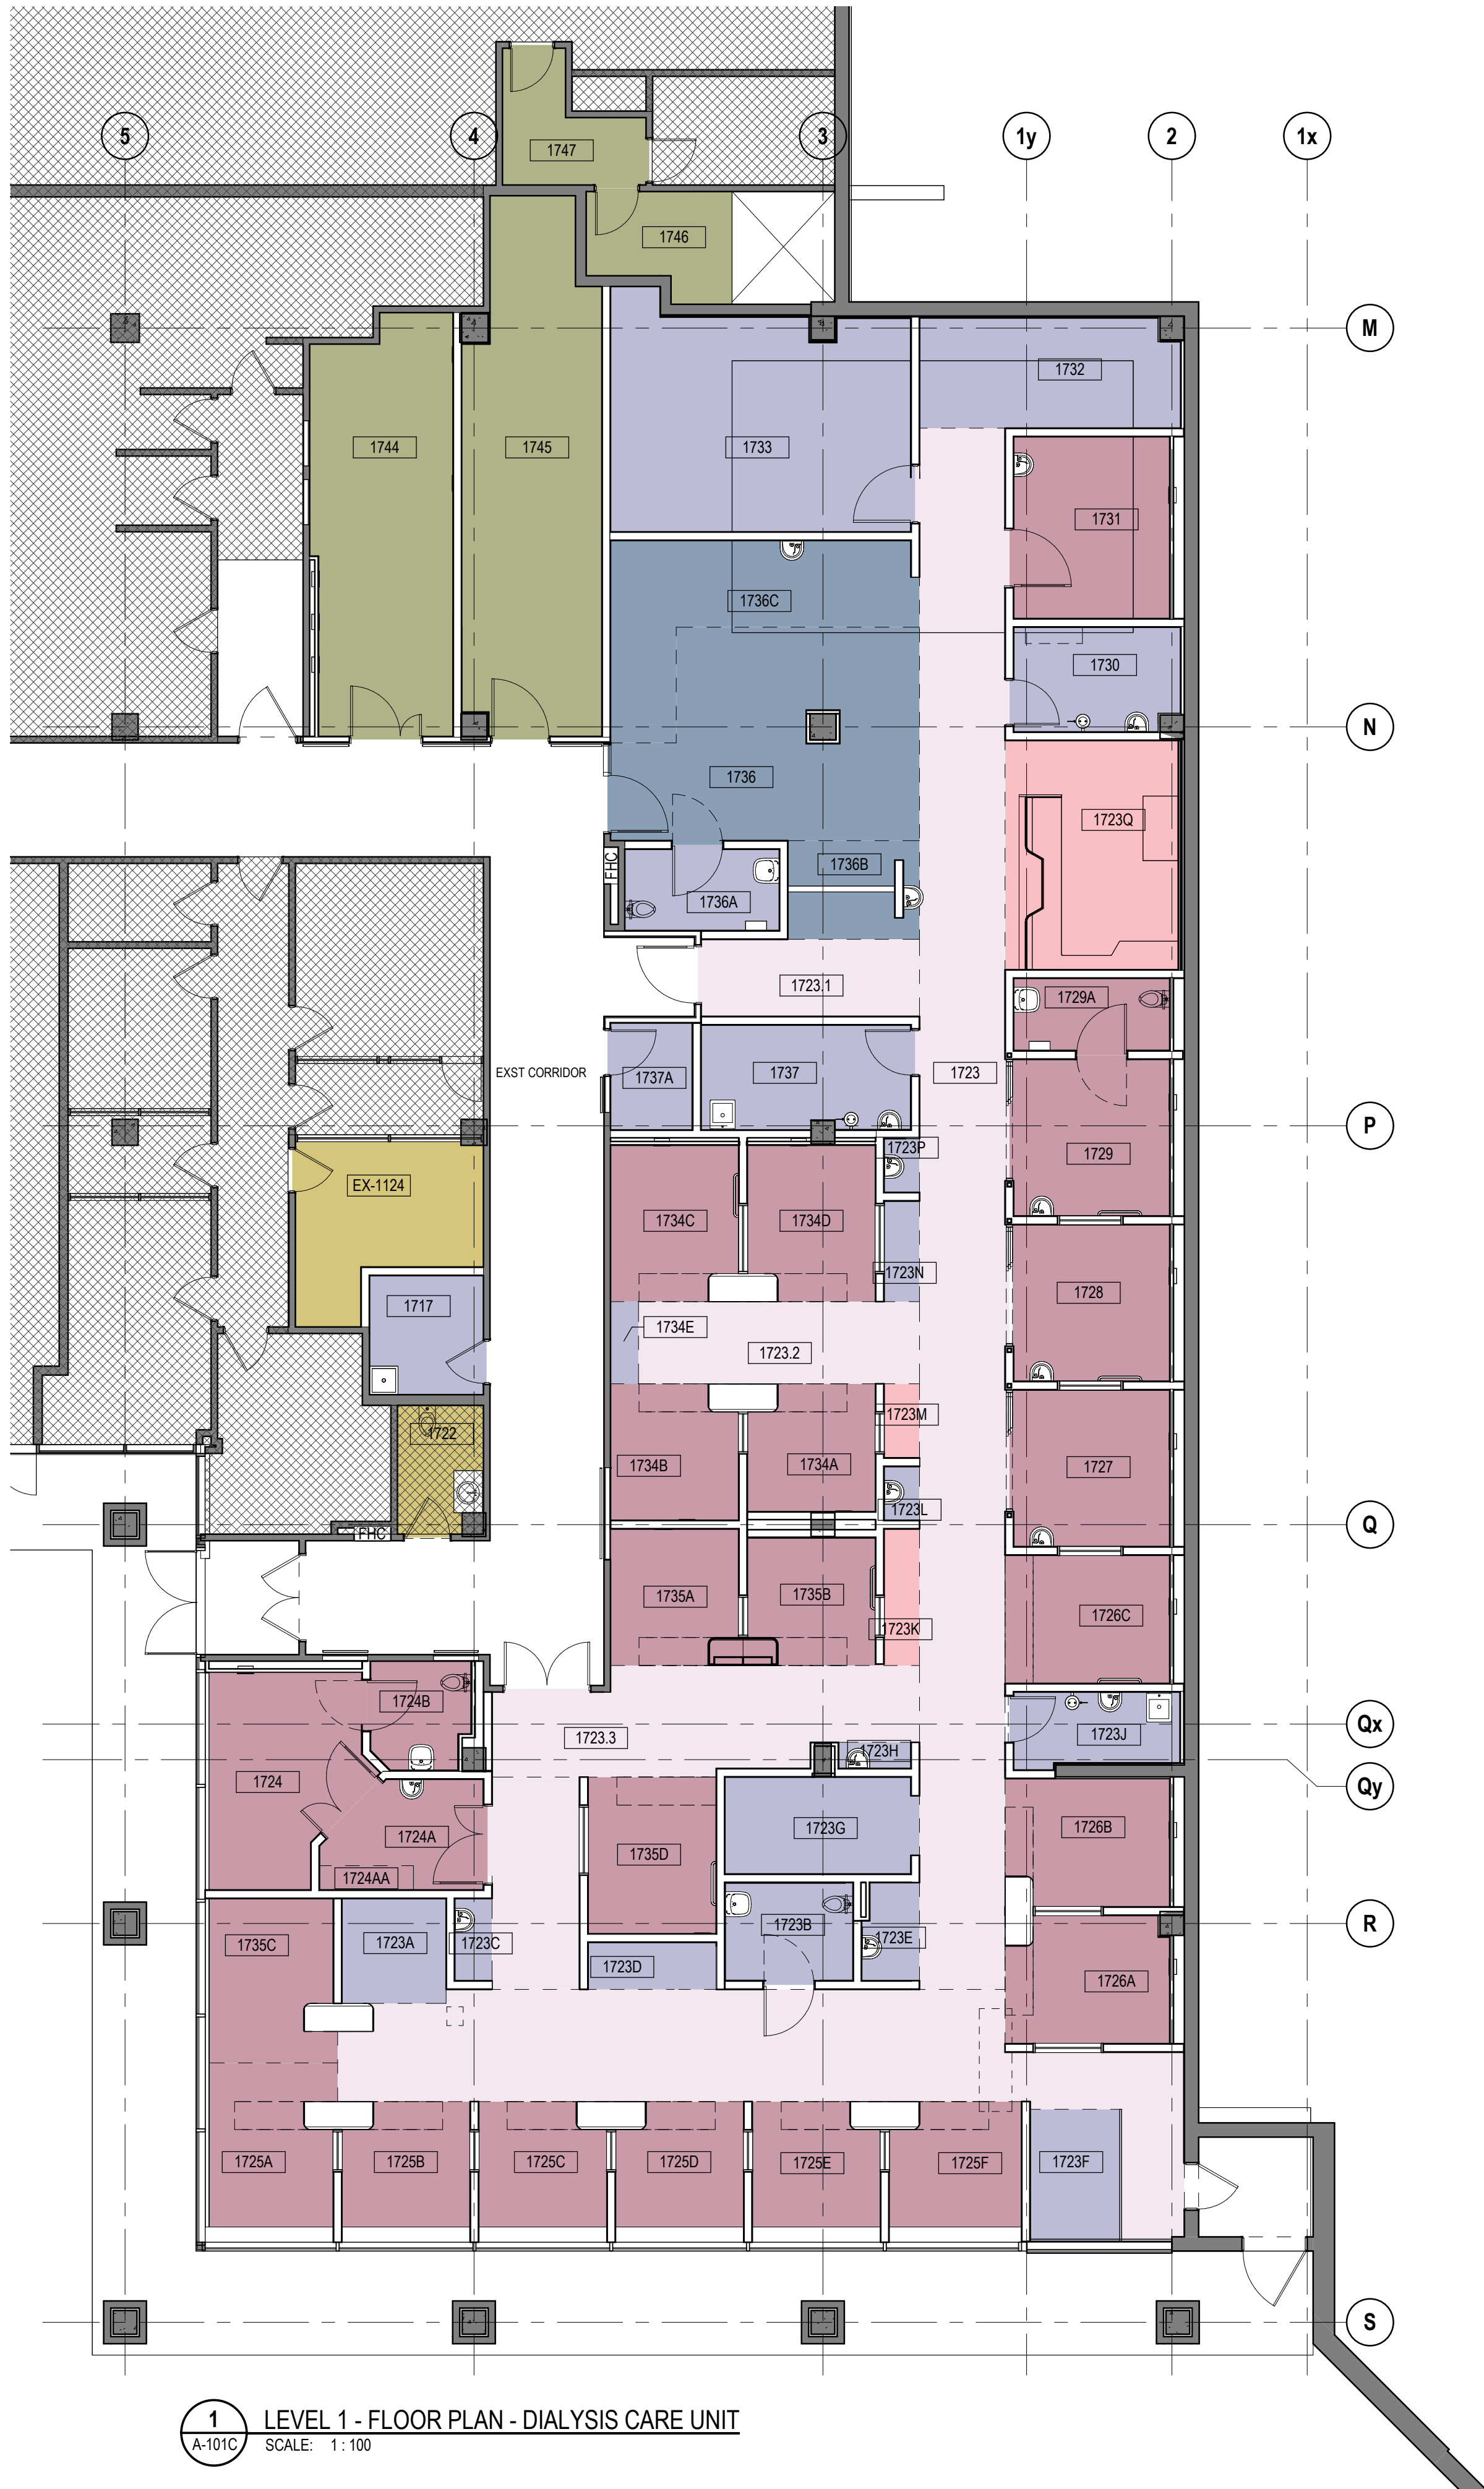 5
4
3
1y
2
1x
1747
1746
M
1732
1744
1745
1733
1731
1736C
1730
N
1736
1723Q
FHC
1736B
1736A
1723.1
1729A
EXST CORRIDOR
1737A
1737
1723
P
1723P
1729
EX-1124
1734C
1734D
1723N
1728
1717
1734E
1723.2
1723M
1722
1734B
1734A
1727
1723L
FHC
Q
1735A
1735B
1726C
1723K
1724B
1723.3
1723J
Qx
1723H
1724
Qy
1724A
1723G
1726B
1735D
1724AA
1735C
1723A
1723C
1723B
1723E
R
1723D
1726A
1725A
1725B
1725C
1725D
1725E
1725F
1723F
S
1
A-101C
LEVEL 1 - FLOOR PLAN - DIALYSIS CARE UNIT
SCALE: 1 : 100